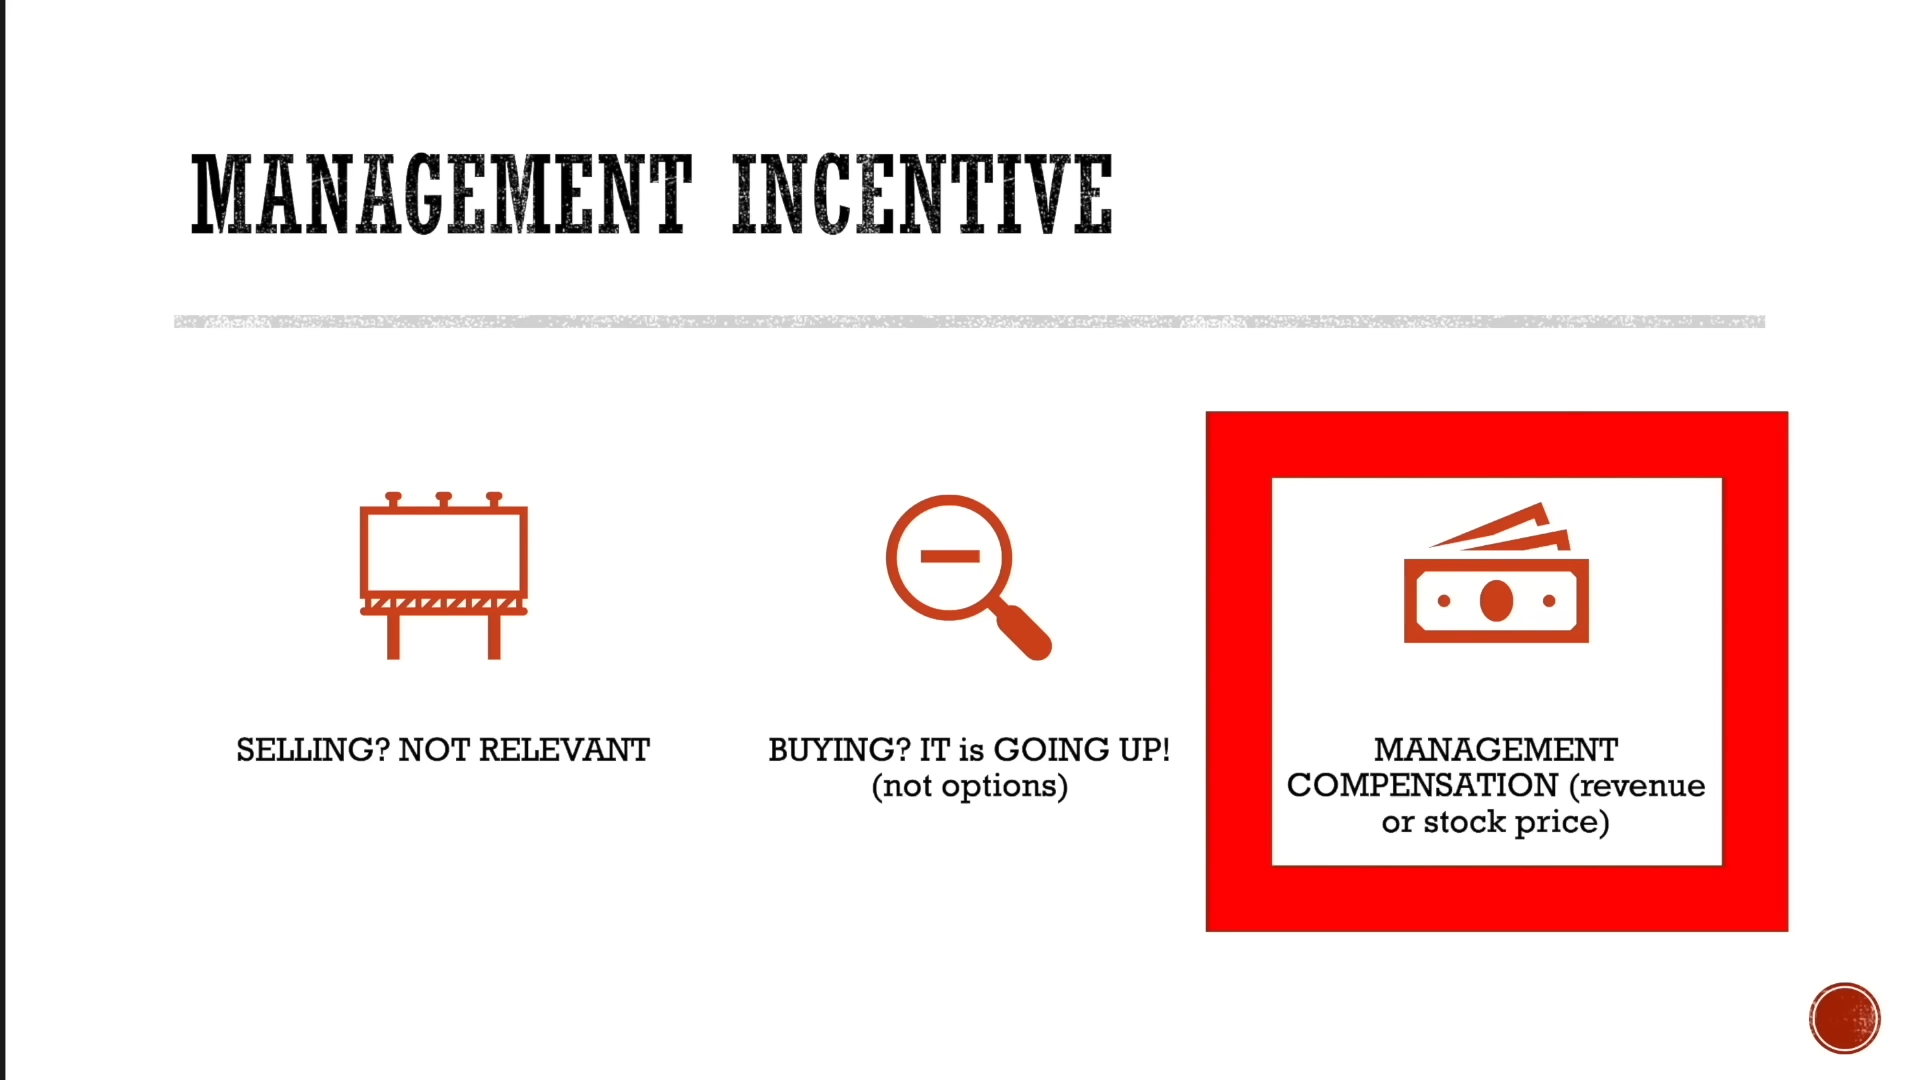 MANAGEMENT INCENTIVE
SELLING? NOT RELEVANT
BUYING? IT is GOING UP!
(not options)
MANAGEMENT
COMPENSATION (revenue
or stock price)